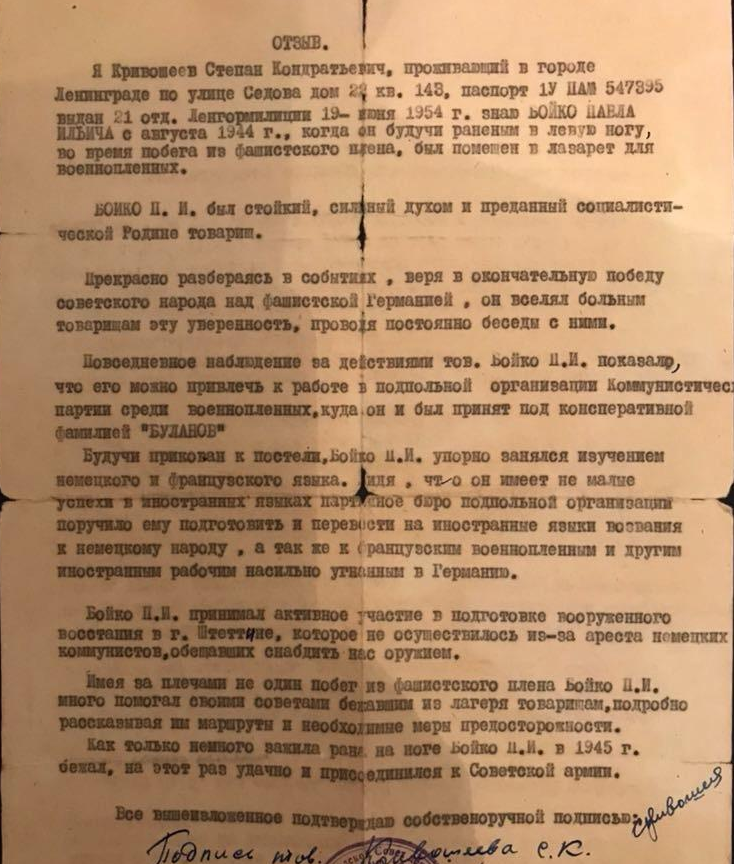 ОТЗЫВ.
Я Кривошеев Степан Кондратьевич, проживающий в городе
Ленинграде по улице Седова дом кв. 143, паспорт 1У ПАМ 547395
выдан 21 отд. Ленгормилиции 19- июня 1954 г. знаю БОЙКО ПАВЛА
ИЛЬИЧА с августа 1944 г., когда он будучи раненым в левую ногу,
во время побега из фашистского плена, был помещен в лазарет для
военнопленных.
БОЙКО П. И. был стойкий, сильный духом и преданный социалисти-
ческой Родине товарищ.
Прекрасно разбераясь в событиях , веря в окончательную победу
советского народа над фашистской Германией , он вселял больным
товарищам эту уверенность, проводя постоянно беседы с ними.
Повседневное наблюдение за действиями тов. Бойко П.И. показало,
что его можно привлечь к работе в подпольной организации Коммунистичес
партии среди военнопленных,куда он и был принят под консперативной
фамилией "БУЛАНОВ"
Будучи прикован к постели,Бойко П.И. упорно занялся изучением
немецкого и французского языка. Видя , что он имеет не малые
успехи в иностранных языках партийное бюро подпольной организации
поручило ему подготовить и перевести на иностранные языки воззвания
к немецкому народу , а так же к французским военнопленным и другим
иностранным рабочим насильно угнанным в Германию.
Бойко П.И. принимал активное участие в подготовке вооруженного
восстания в г. Штеттине, которое не осуществилось из-за ареста немецких
коммунистов,обещавших снабдить нас оружием.
Имея за плечами не один побег из фашистского плена Бойко П.И.
много помогал своими советами бежавшим из лагеря товарищам,подробно
рассказывая им маршруты и необходимые меры предосторожности.
Как только немного зажила рана на ноге Бойко П.И. в 1945 г.
бежал, на этот раз удачно и присоединился к Советской армии.
Все вышеизложенное подтверждаю собственоручной подписью:
Подпись тов. Кривошеева С.К.